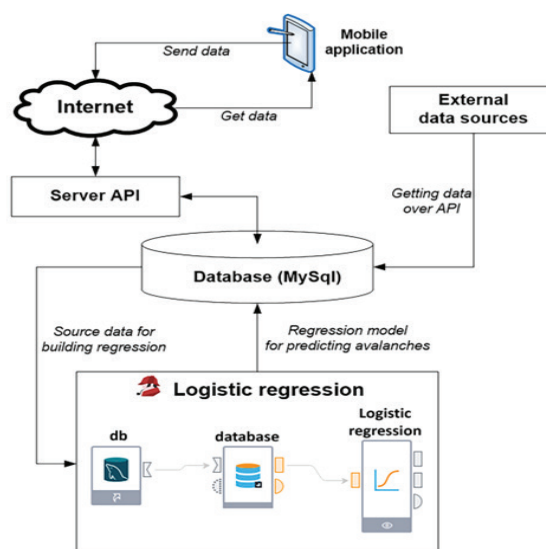 Mobile
application
Send data
Internet
Get data
External
data sources
Server API
Getting data
over API
Database (MySql)
Source data for
building regression
Regression model
for predicting avalanches
Logistic regression
db
database
Logistic
regression